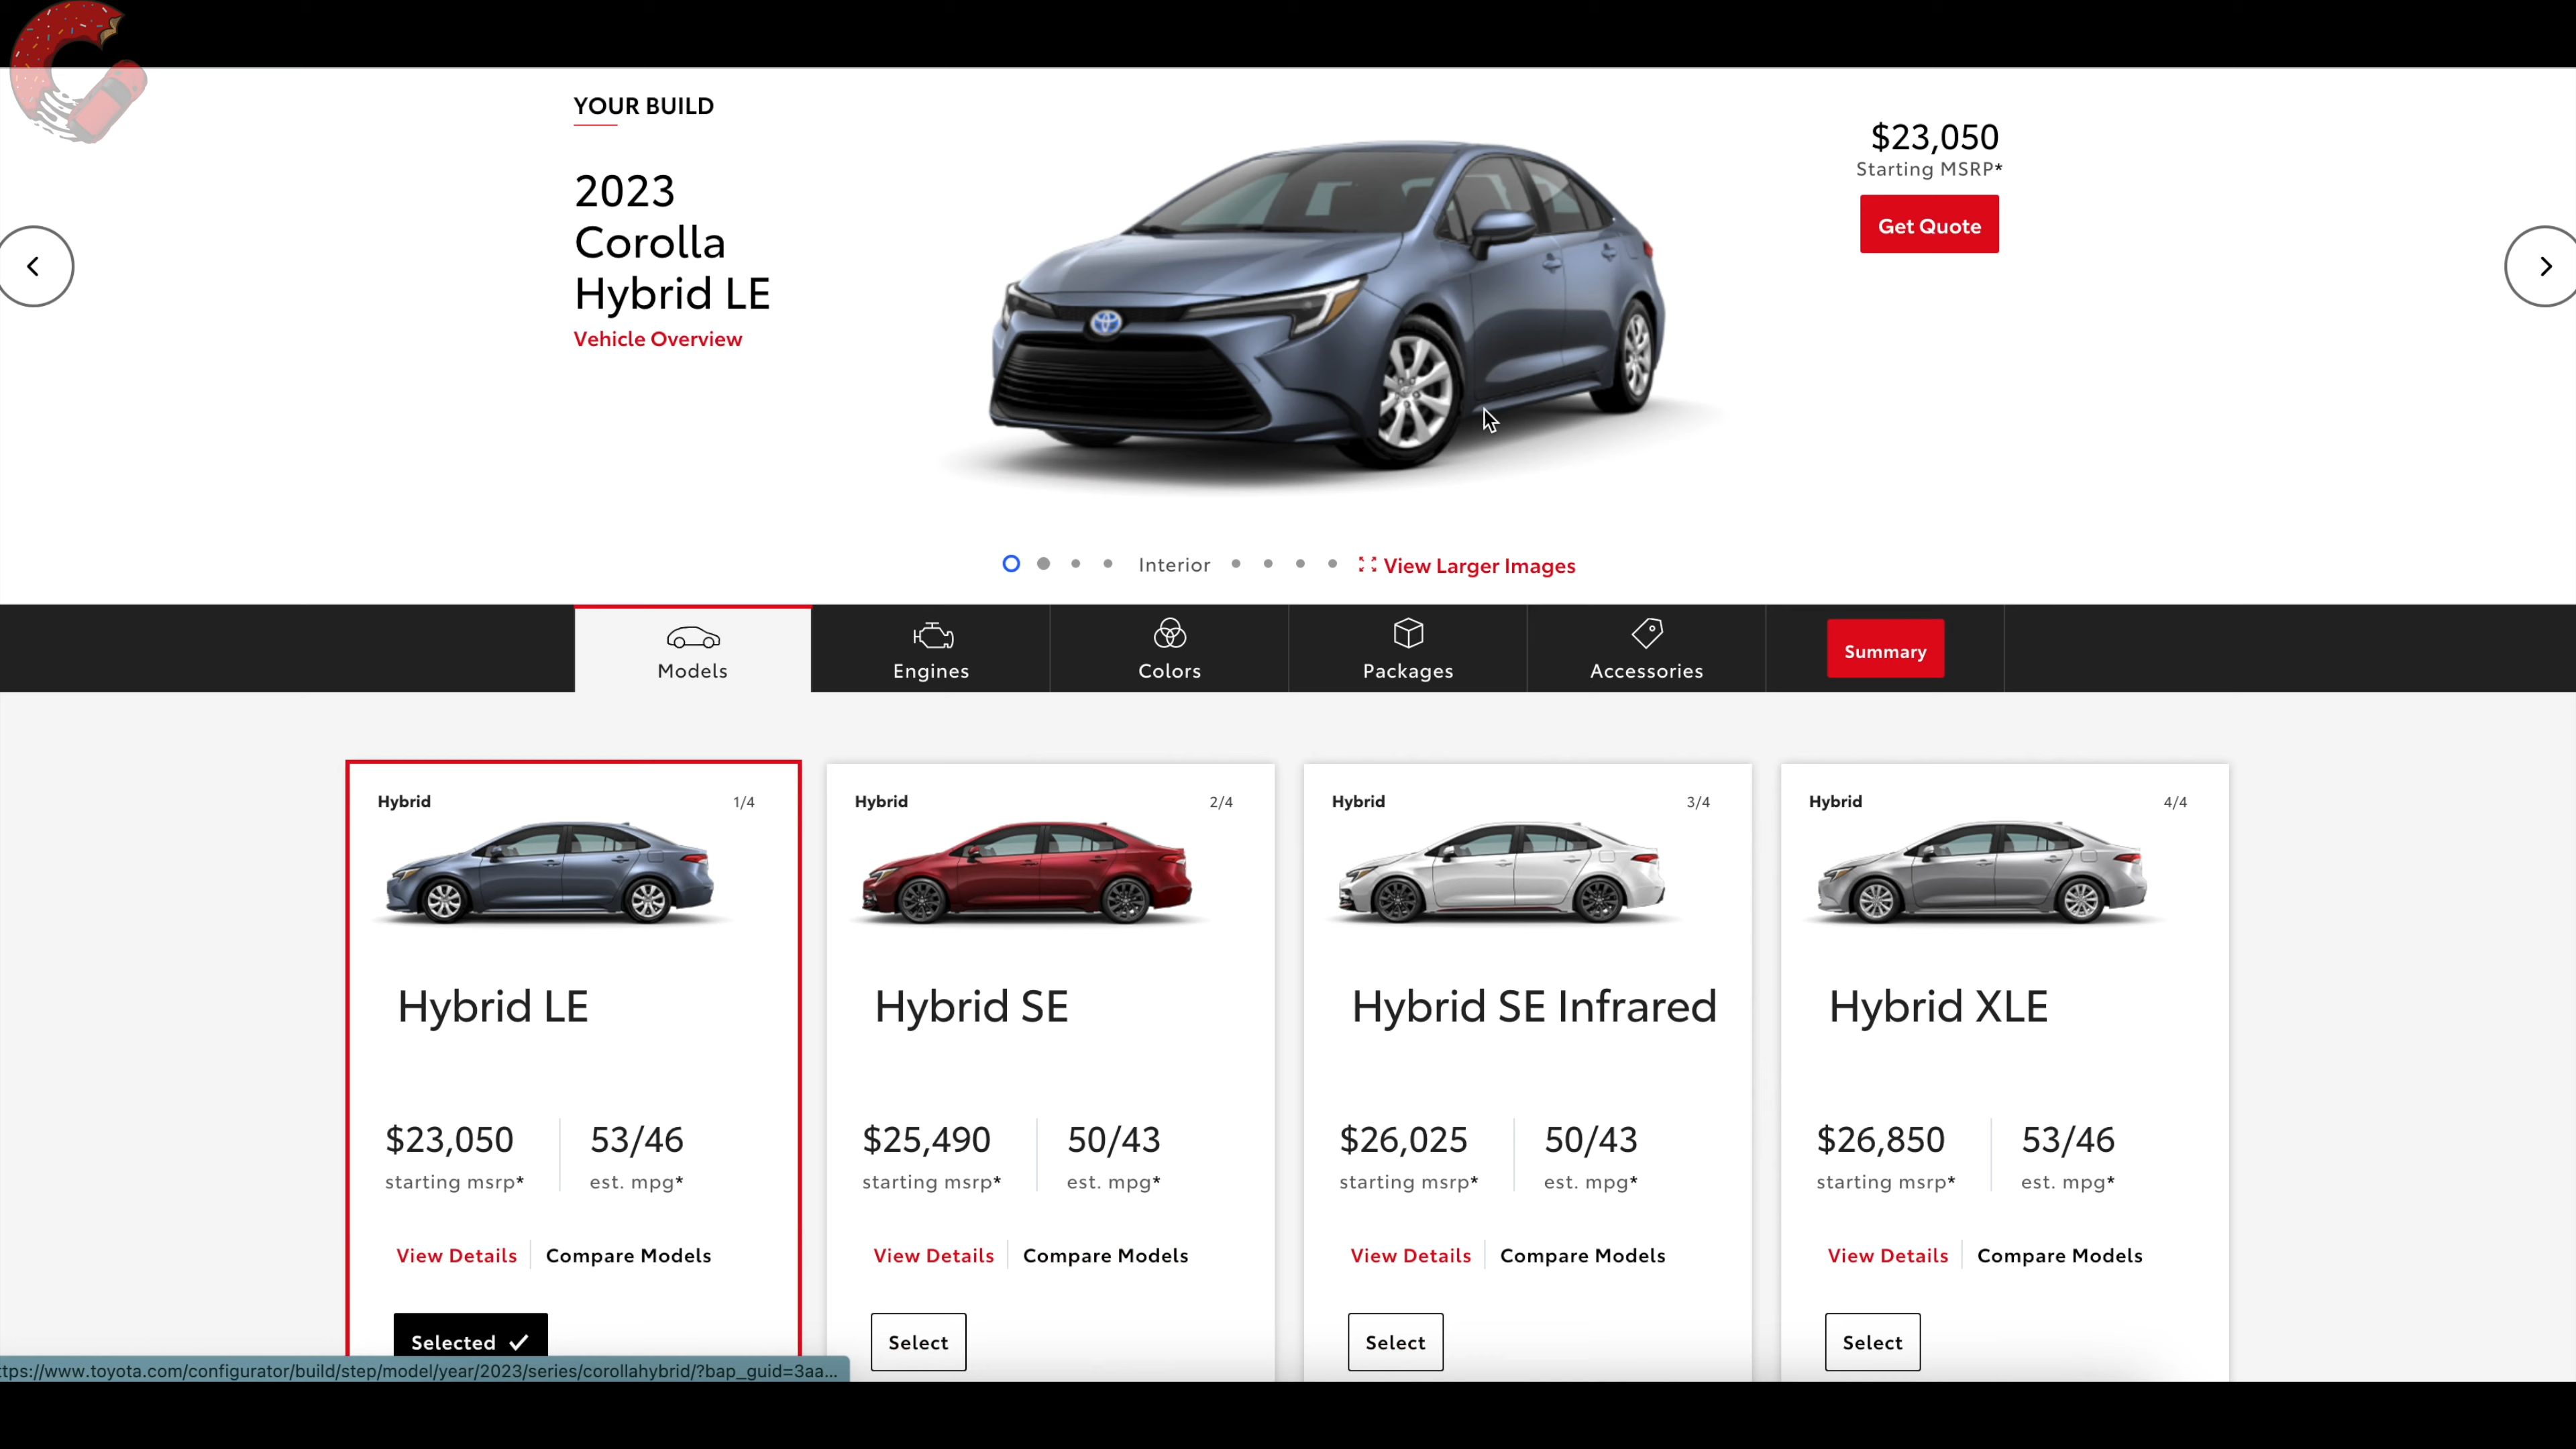 YOUR BUILD
2023
Corolla
Hybrid LE
Vehicle Overview
$23,050
Starting MSRP*
Get Quote
Interior
View Larger Images
Models
Engines
Colors
Packages
Accessories
Summary
Hybrid 1/4
Hybrid LE
$23,050 53/46
starting msrp* est. mpg*
View Details Compare Models
Selected
Hybrid 2/4
Hybrid SE
$25,490 50/43
starting msrp* est. mpg*
View Details Compare Models
Select
Hybrid 3/4
Hybrid SE Infrared
$26,025 50/43
starting msrp* est. mpg*
View Details Compare Models
Select
Hybrid 4/4
Hybrid XLE
$26,850 53/46
starting msrp* est. mpg*
View Details Compare Models
Select
ttps://www.toyota.com/configurator/build/step/model/year/2023/series/corollahybrid/?bap_guid=3aa...